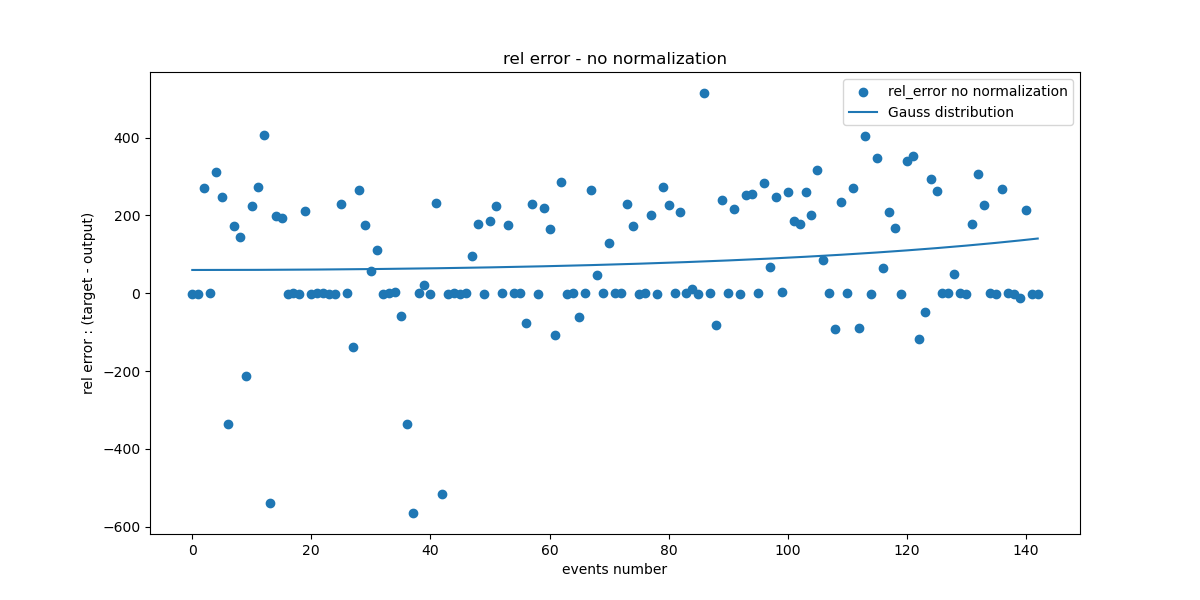 rel error - no normalization
rel_error no normalization
Gauss distribution
rel error : (target - output)
400
200
0
−200
−400
−600
0 20 40 60 80 100 120 140
events number